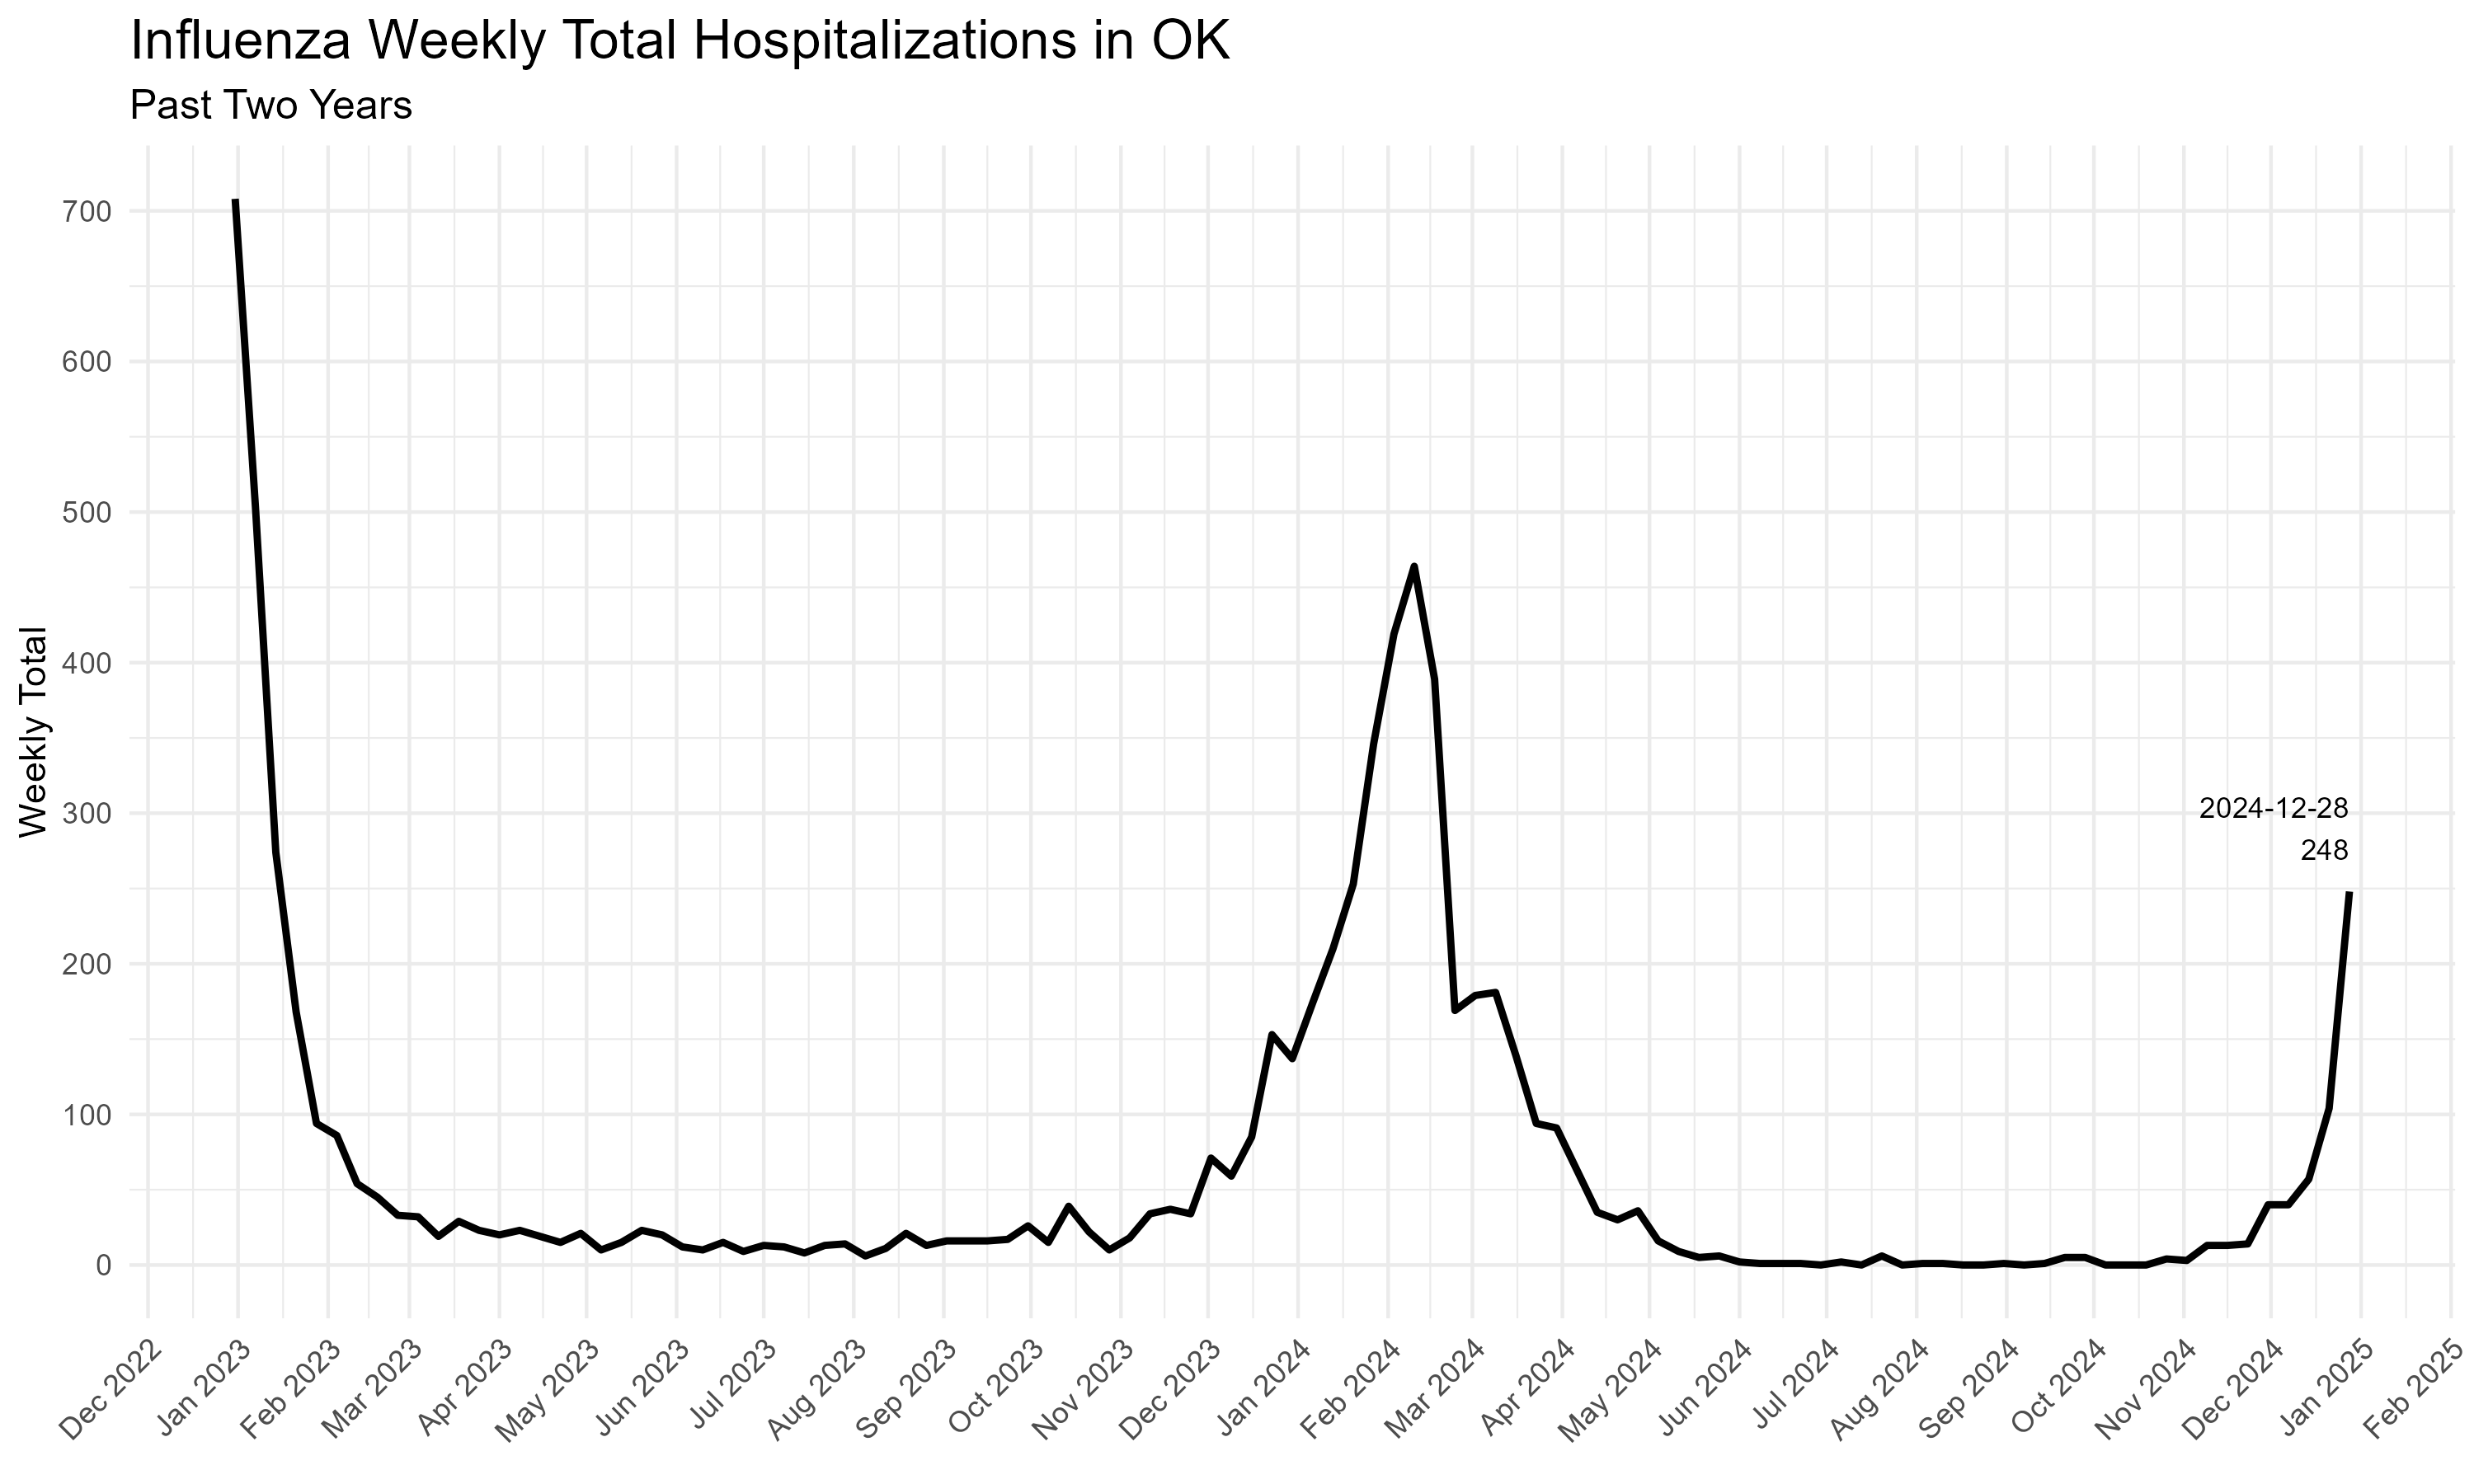 Influenza Weekly Total Hospitalizations in OK
Past Two Years
Weekly Total
700
600
500
400
300
200
100
0
2024-12-28
248
Dec 2022
Jan 2023
Feb 2023
Mar 2023
Apr 2023
May 2023
Jun 2023
Jul 2023
Aug 2023
Sep 2023
Oct 2023
Nov 2023
Dec 2023
Jan 2024
Feb 2024
Mar 2024
Apr 2024
May 2024
Jun 2024
Jul 2024
Aug 2024
Sep 2024
Oct 2024
Nov 2024
Dec 2024
Jan 2025
Feb 2025